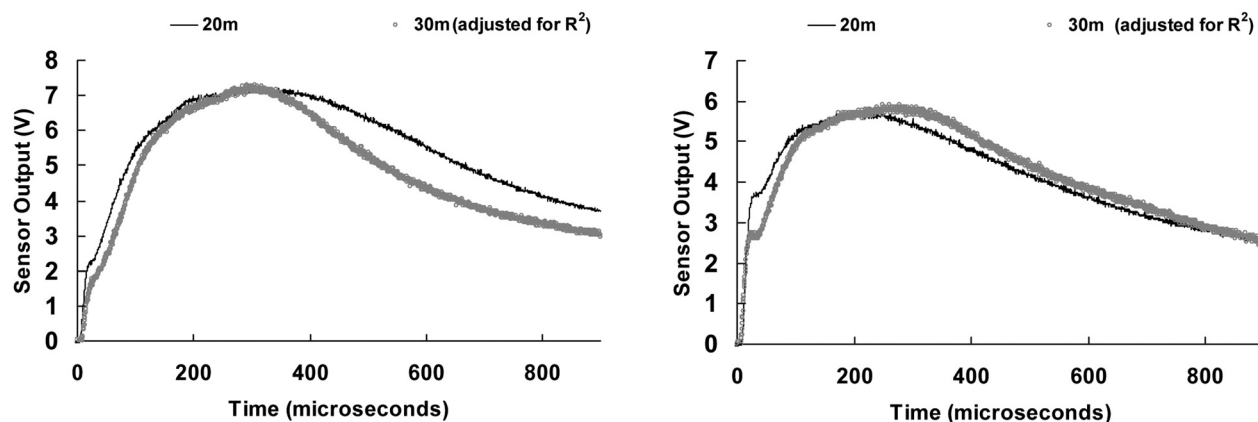 20m 30m (adjusted for R²)
8
7
6
5
4
3
2
1
0
Sensor Output (V)
0 200 400 600 800
Time (microseconds)
20m 30m (adjusted for R²)
7
6
5
4
3
2
1
0
Sensor Output (V)
0 200 400 600 800
Time (microseconds)